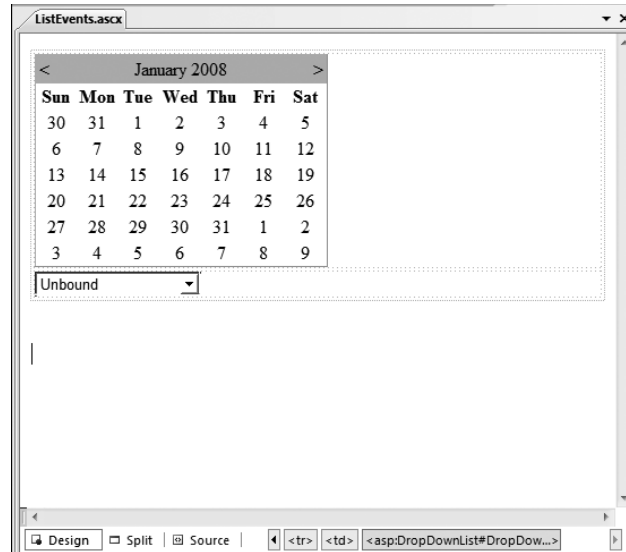 ListEvents.ascx
< January 2008 >
Sun Mon Tue Wed Thu Fri Sat
30 31 1 2 3 4 5
6 7 8 9 10 11 12
13 14 15 16 17 18 19
20 21 22 23 24 25 26
27 28 29 30 31 1 2
3 4 5 6 7 8 9
Unbound
Design Split Source <tr> <td> <asp:DropDownList#DropDow...>